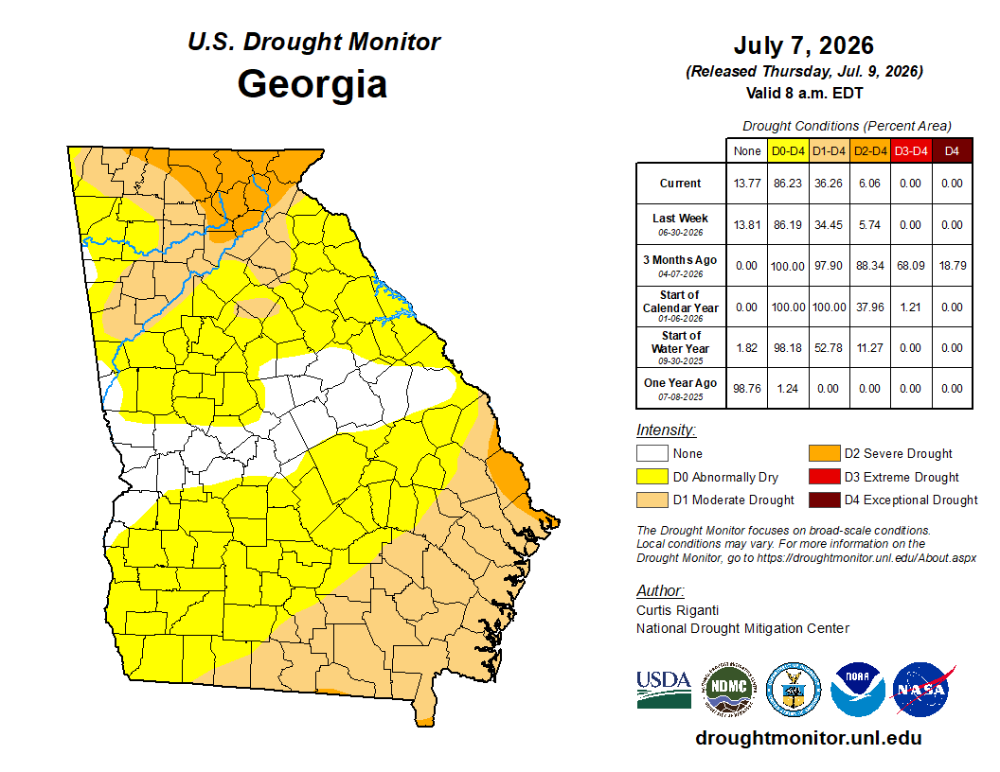 U.S. Drought Monitor
Georgia
July 7, 2026
(Released Thursday, Jul. 9, 2026)
Valid 8 a.m. EDT
Drought Conditions (Percent Area)
None D0-D4 D1-D4 D2-D4 D3-D4 D4
Current 13.77 86.23 36.26 6.06 0.00 0.00
Last Week
06-30-2026
13.81 86.19 34.45 5.74 0.00 0.00
3 Months Ago
04-07-2026
0.00 100.00 97.90 88.34 68.09 18.79
Start of
Calendar Year
01-06-2026
0.00 100.00 100.00 37.96 1.21 0.00
Start of
Water Year
09-30-2025
1.82 98.18 52.78 11.27 0.00 0.00
One Year Ago
07-08-2025
98.76 1.24 0.00 0.00 0.00 0.00
Intensity:
None
D0 Abnormally Dry
D1 Moderate Drought
D2 Severe Drought
D3 Extreme Drought
D4 Exceptional Drought
The Drought Monitor focuses on broad-scale conditions.
Local conditions may vary. For more information on the
Drought Monitor, go to https://droughtmonitor.unl.edu/About.aspx
Author:
Curtis Riganti
National Drought Mitigation Center
USDA
NDMC
NOAA
NASA
droughtmonitor.unl.edu